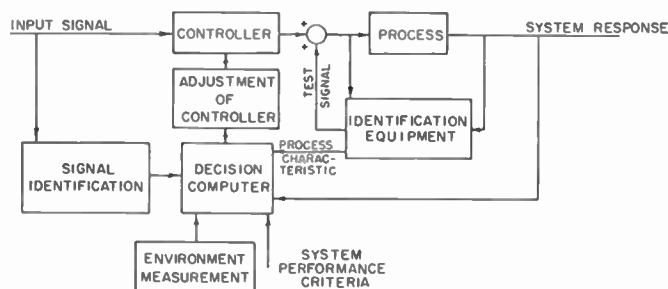 INPUT SIGNAL
CONTROLLER
+
+
PROCESS
SYSTEM RESPONSE
ADJUSTMENT
OF
CONTROLLER
TEST
SIGNAL
IDENTIFICATION
EQUIPMENT
SIGNAL
IDENTIFICATION
DECISION
COMPUTER
PROCESS
CHARAC-
TERISTIC
ENVIRONMENT
MEASUREMENT
SYSTEM
PERFORMANCE
CRITERIA